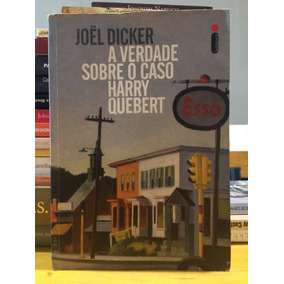 JOËL DICKER
A VERDADE
SOBRE O CASO
HARRY
QUEBERT
Esso